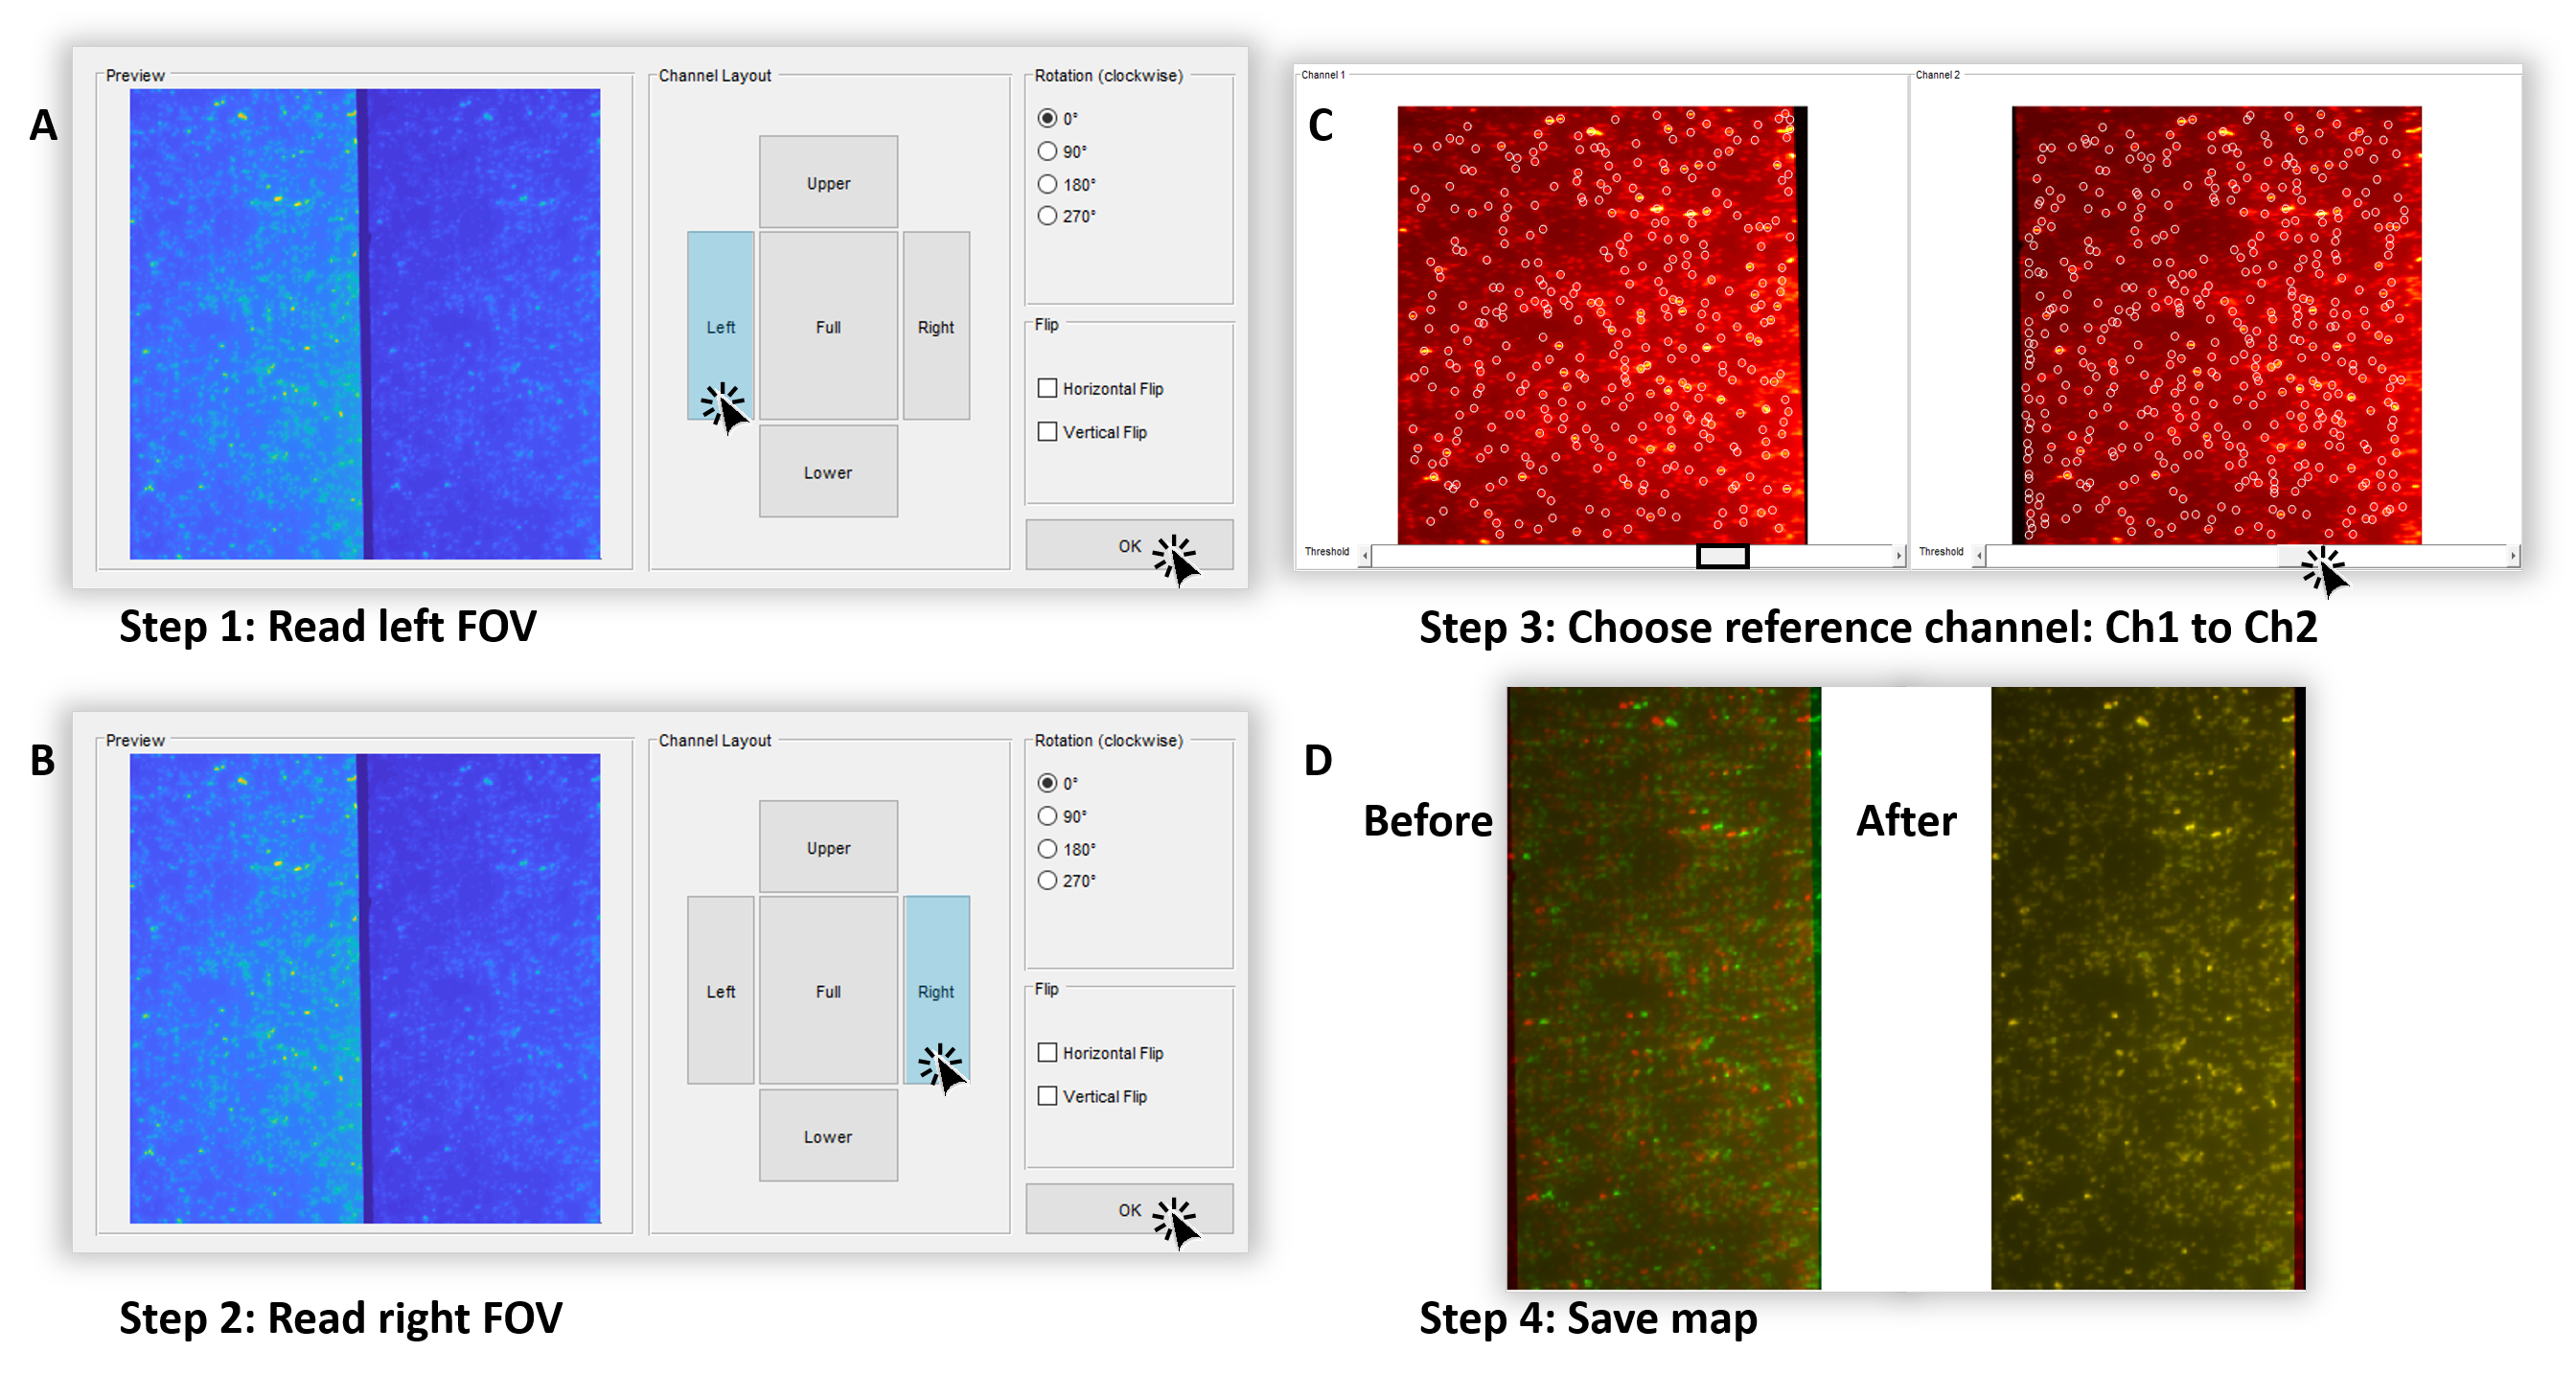 A
Preview
Channel Layout
Rotation (clockwise)
Upper
Left
Full
Right
Lower
0°
90°
180°
270°
Flip
Horizontal Flip
Vertical Flip
OK
Step 1: Read left FOV
B
Preview
Channel Layout
Rotation (clockwise)
Upper
Left
Full
Right
Lower
0°
90°
180°
270°
Flip
Horizontal Flip
Vertical Flip
OK
Step 2: Read right FOV
C
Channel 1
Channel 2
Threshold
Threshold
Step 3: Choose reference channel: Ch1 to Ch2
D
Before
After
Step 4: Save map